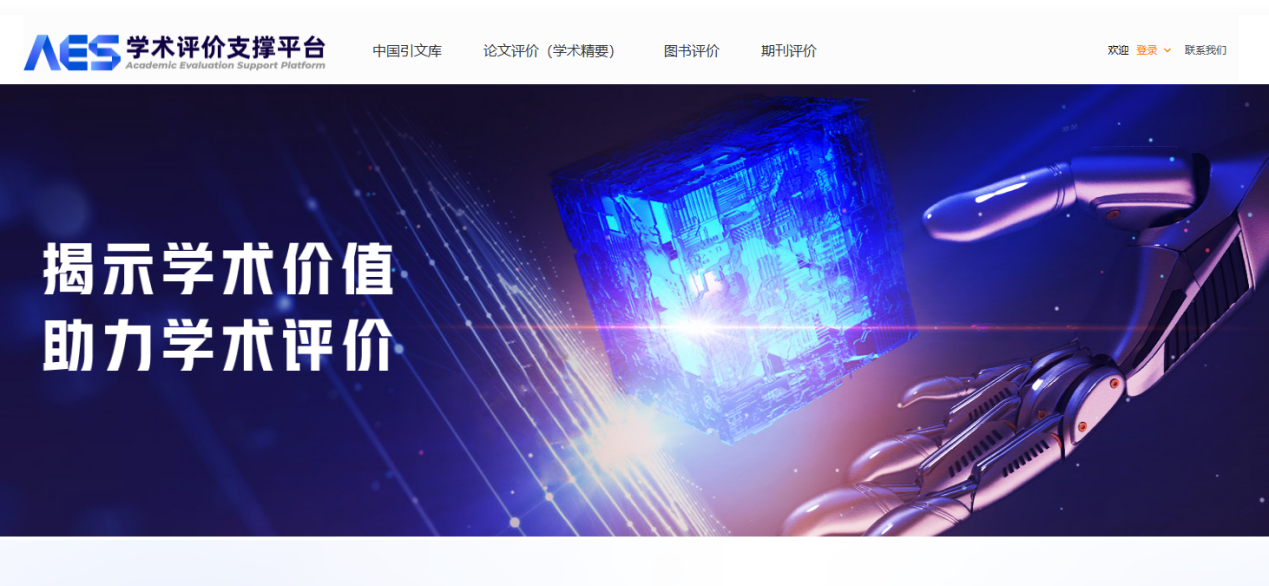 AES 学术评价支撑平台
Academic Evaluation Support Platform
中国引文库 论文评价（学术精要） 图书评价 期刊评价 欢迎 登录 联系我们
揭示学术价值
助力学术评价